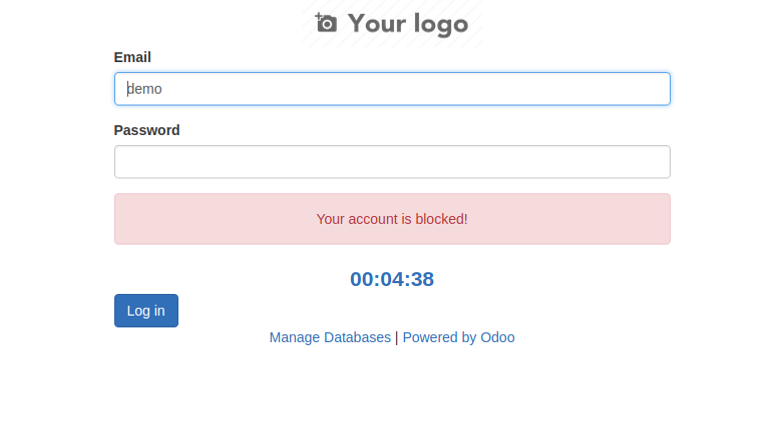 Your logo
Email
demo
Password
Your account is blocked!
00:04:38
Log in
Manage Databases | Powered by Odoo